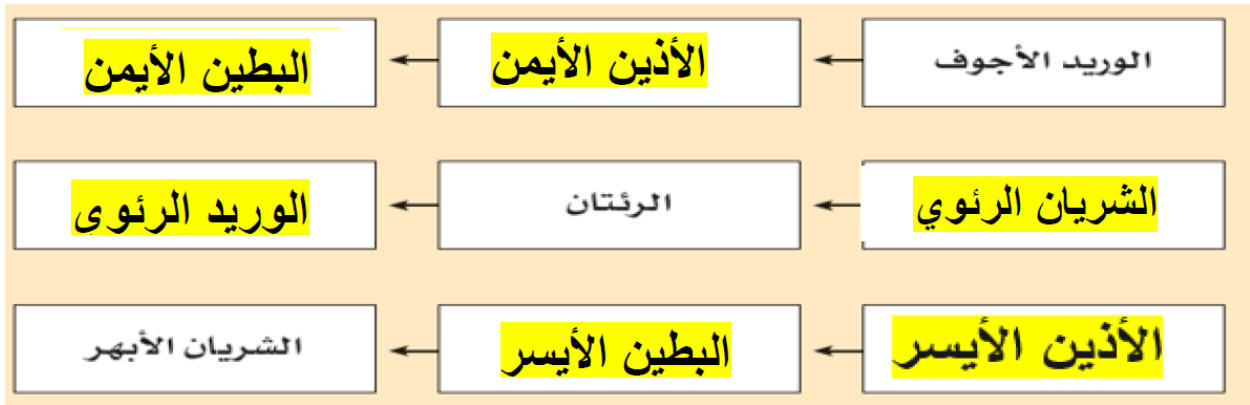 الوريد الأجوف
الأذين الأيمن
البطين الأيمن
الشريان الرئوي
الرئتان
الوريد الرئوى
الأذين الأيسر
البطين الأيسر
الشريان الأبهر